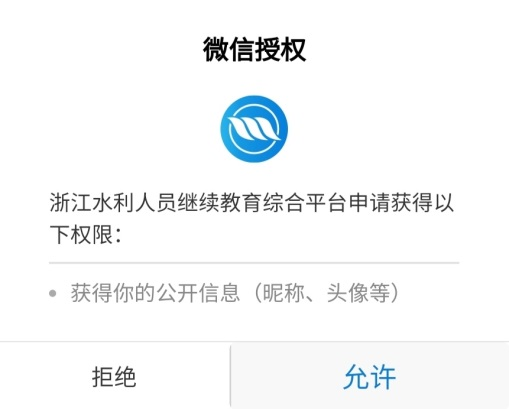 微信授权
浙江水利人员继续教育综合平台申请获得以
下权限：
• 获得你的公开信息（昵称、头像等）
拒绝
允许